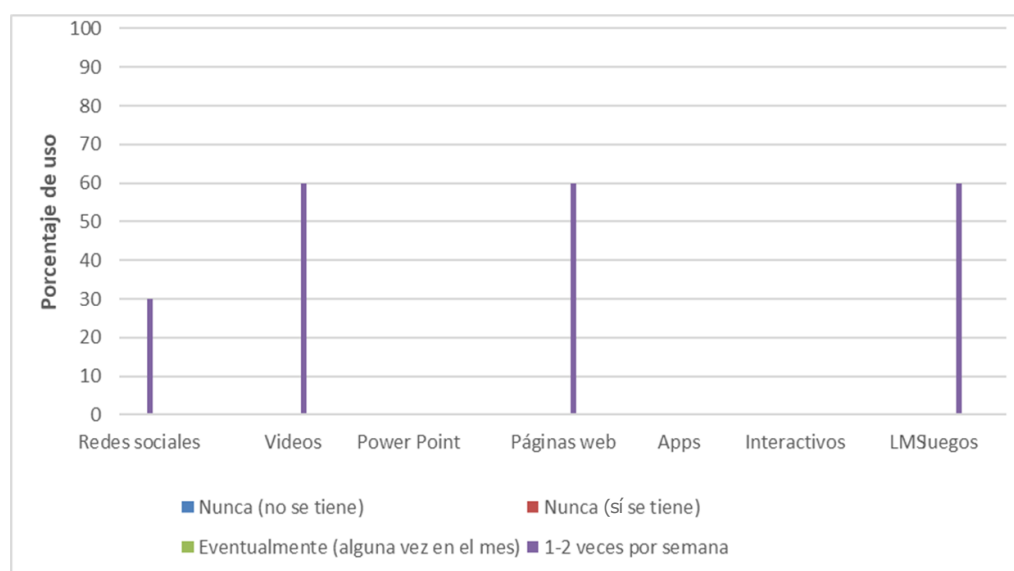 Porcentaje de uso
100
90
80
70
60
50
40
30
20
10
0
Redes sociales Videos Power Point Páginas web Apps Interactivos LMS Juegos
Nunca (no se tiene) Nunca (sí se tiene)
Eventualmente (alguna vez en el mes) 1-2 veces por semana